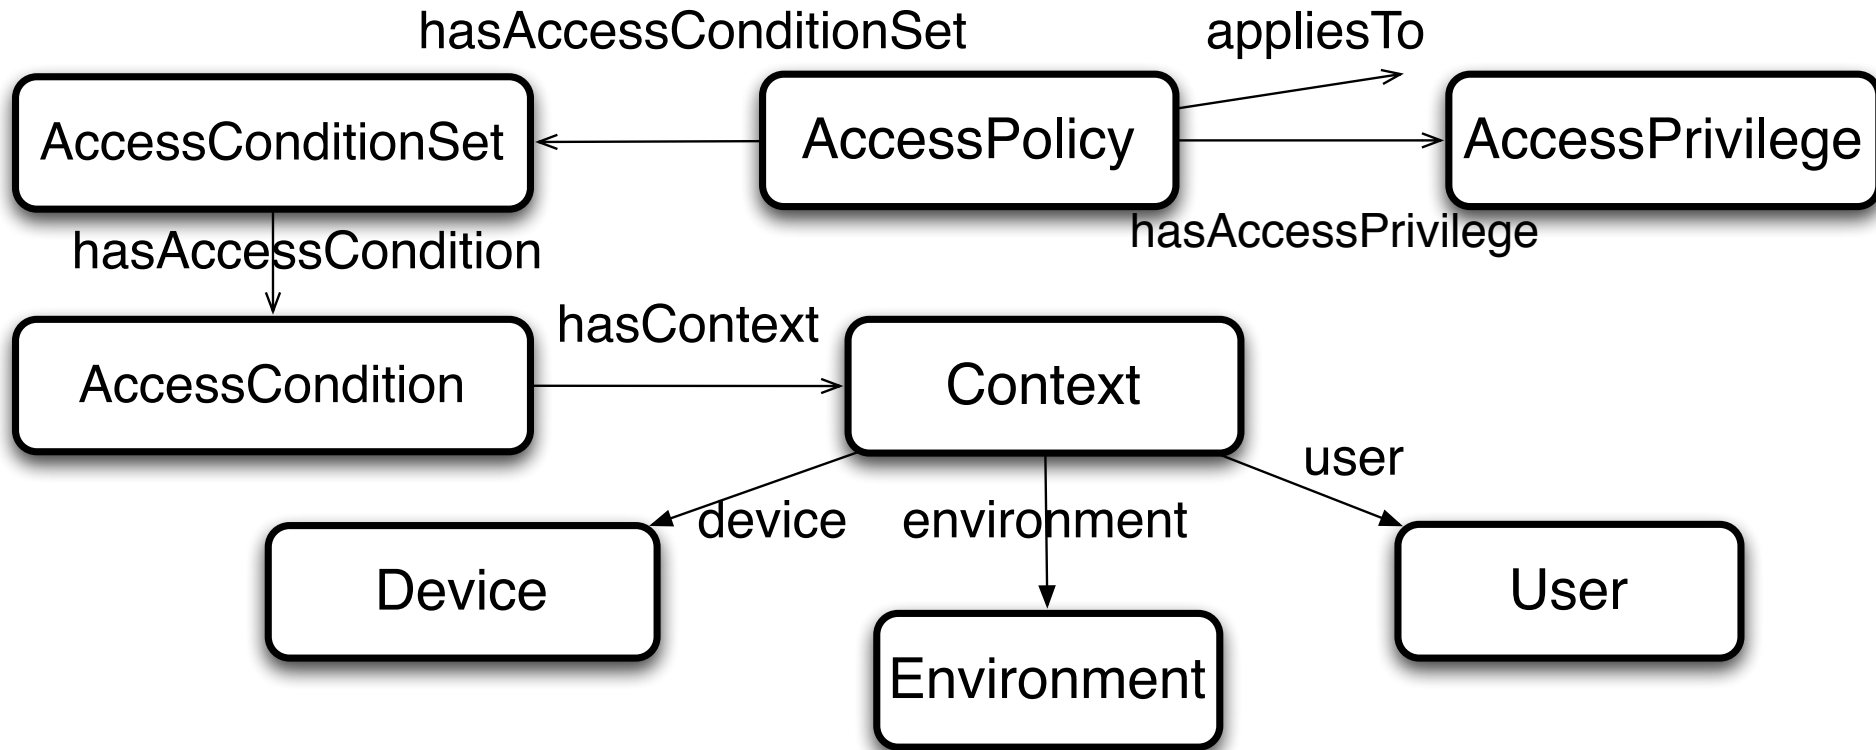 hasAccessConditionSet
appliesTo
AccessConditionSet
AccessPolicy
AccessPrivilege
hasAccessPrivilege
hasAccessCondition
hasContext
AccessCondition
Context
user
device
environment
Device
User
Environment